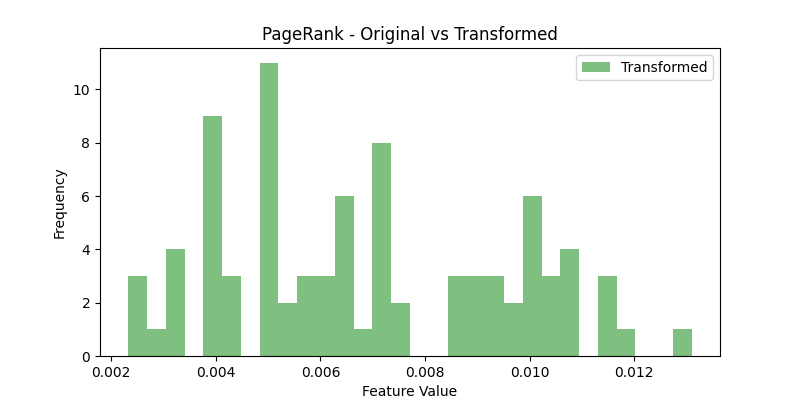 PageRank - Original vs Transformed
Transformed
Frequency
10
8
6
4
2
0
0.002 0.004 0.006 0.008 0.010 0.012
Feature Value